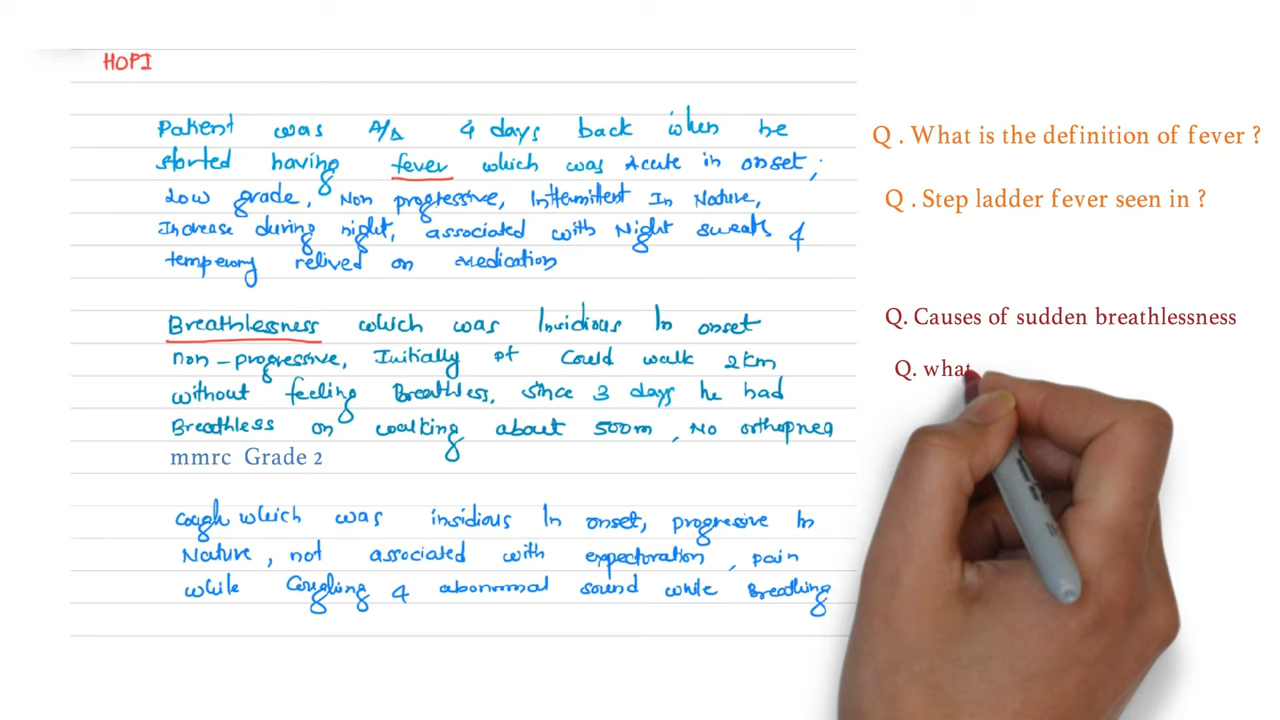 HOPI
Patient was A/A 4 days back when he
started having fever which was Acute in onset,
Low grade, Non progressive, Intermittent In Nature,
Increase during night, associated with Night sweats &
temperory relived on Medication
Breathlessness which was Insidious In onset
non-progressive, Initially pt Could walk 2km
without feeling Breathless, since 3 days he had
Breathless on walking about 500m, No orthopnea
mmrc Grade 2
Cough which was insidious In onset, progresive In
Nature, not associated with expectoration, pain
while Coughing & abonormal sound while Breathing
Q . What is the definition of fever ?
Q . Step ladder fever seen in ?
Q. Causes of sudden breathlessness
Q. what